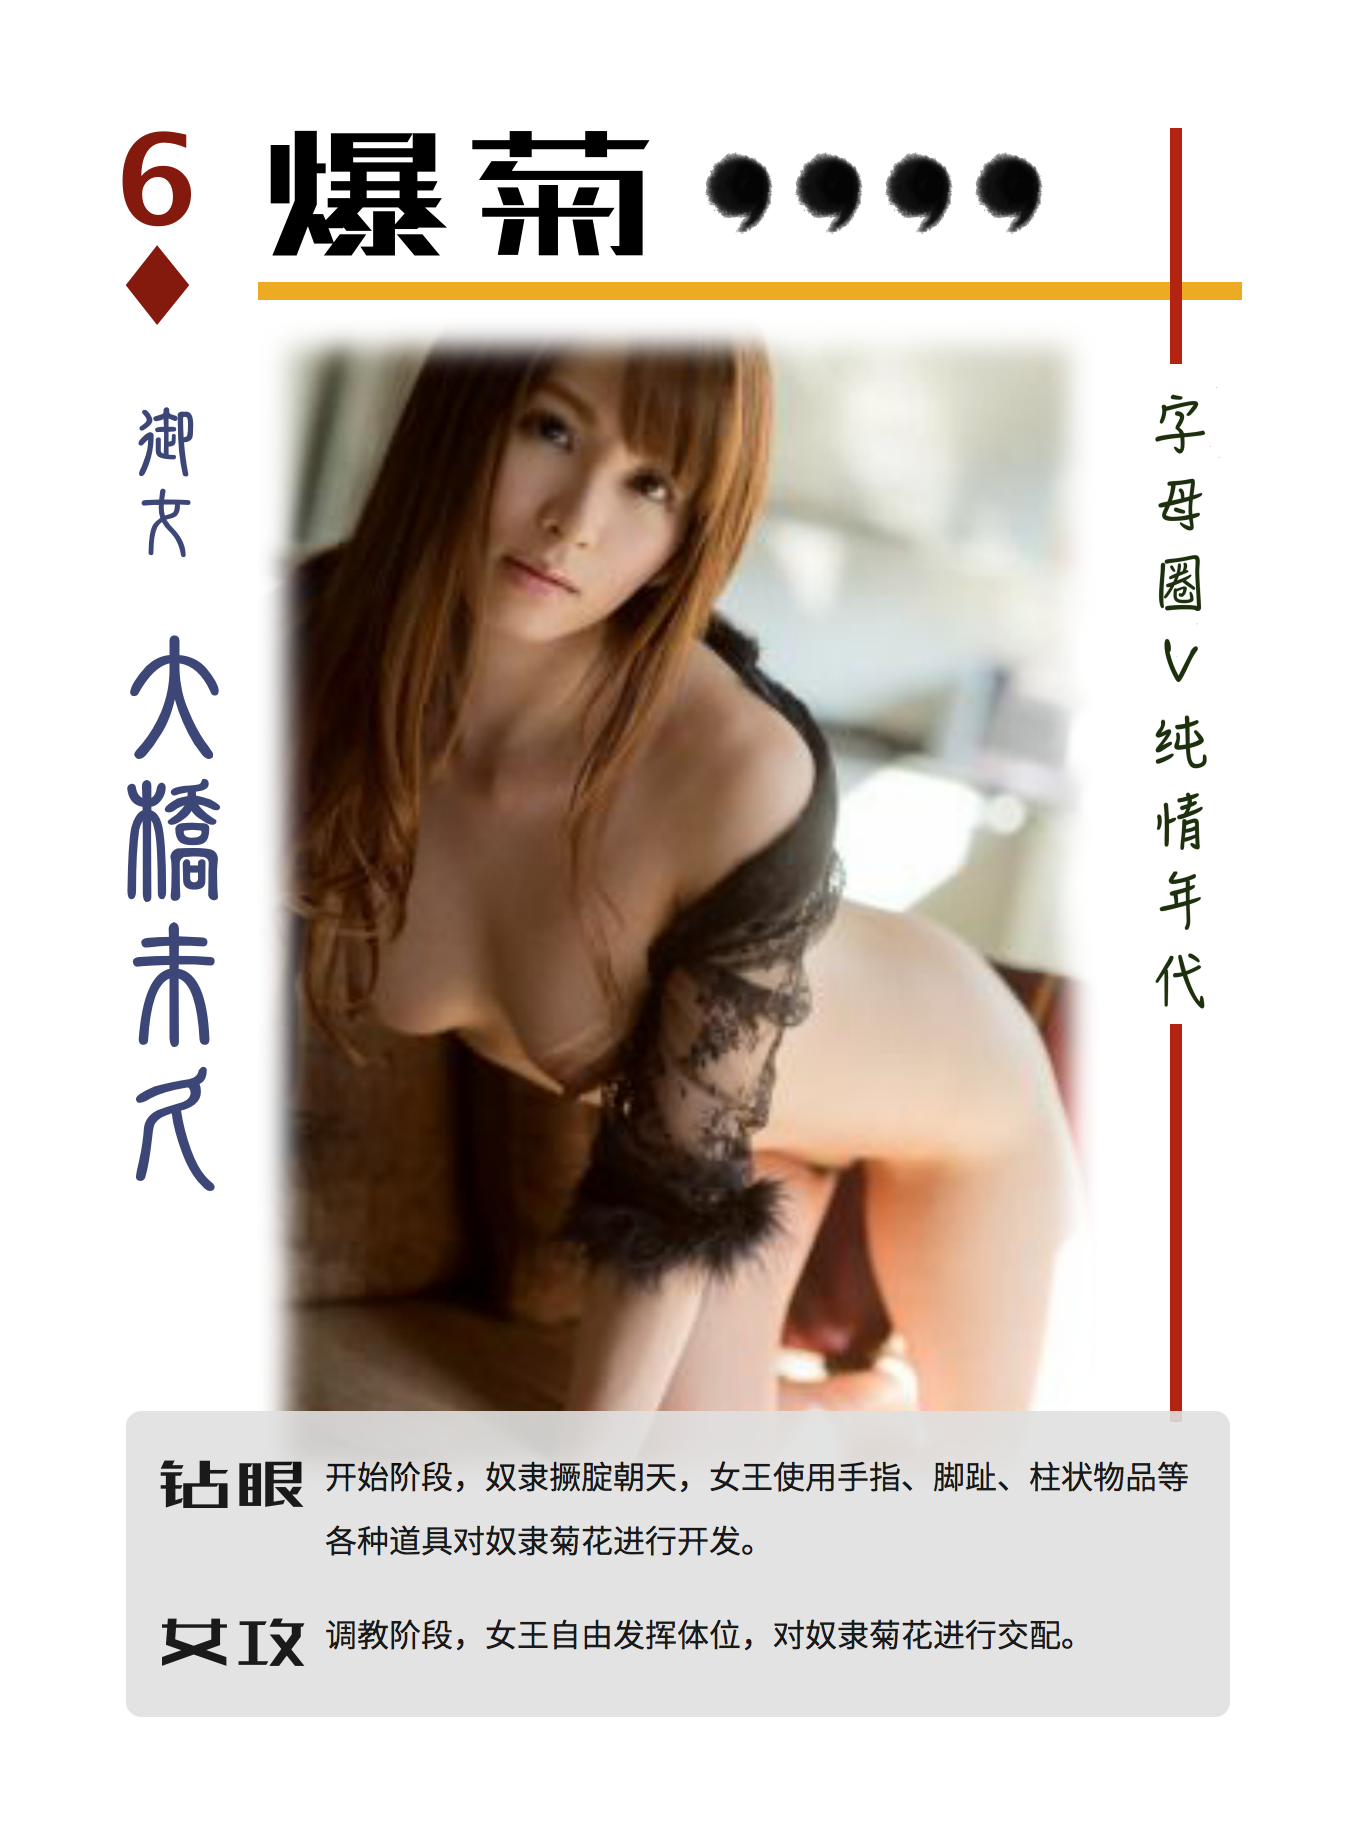 6
爆菊
御女
大橋未久
字母圈V纯情年代
钻眼 开始阶段，奴隶撅腚朝天，女王使用手指、脚趾、柱状物品等
各种道具对奴隶菊花进行开发。
女攻 调教阶段，女王自由发挥体位，对奴隶菊花进行交配。